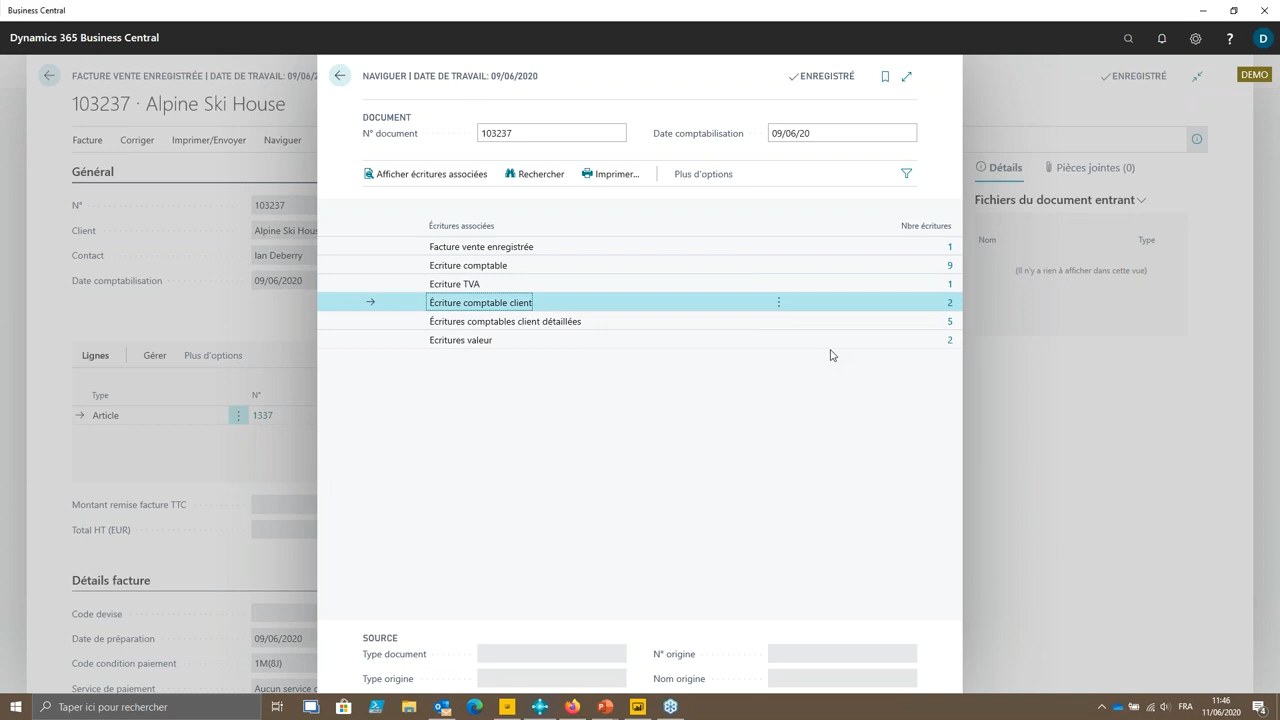 Business Central
Dynamics 365 Business Central
D
FACTURE VENTE ENREGISTRÉE | DATE DE TRAVAIL: 09/06/2
ENREGISTRÉ
DEMO
103237 · Alpine Ski House
Facture Corriger Imprimer/Envoyer Naviguer
Général
N° 103237
Client Alpine Ski Hous
Contact Ian Deberry
Date comptabilisation 09/06/2020
Lignes Gérer Plus d'options
Type N°
Article 1337
Montant remise facture TTC
Total HT (EUR)
Détails facture
Code devise
Date de préparation 09/06/2020
Code condition paiement 1M(8J)
Service de paiement Aucun service d
NAVIGUER | DATE DE TRAVAIL: 09/06/2020
ENREGISTRÉ
DOCUMENT
N° document 103237 Date comptabilisation 09/06/20
Afficher écritures associées Rechercher Imprimer... Plus d'options
Écritures associées Nbre écritures
Facture vente enregistrée 1
Ecriture comptable 9
Ecriture TVA 1
Écriture comptable client 2
Écritures comptables client détaillées 5
Ecritures valeur 2
SOURCE
Type document N° origine
Type origine Nom origine
Détails Pièces jointes (0)
Fichiers du document entrant
Nom Type
(Il n'y a rien à afficher dans cette vue)
Taper ici pour rechercher
FRA
11:46
11/06/2020
4